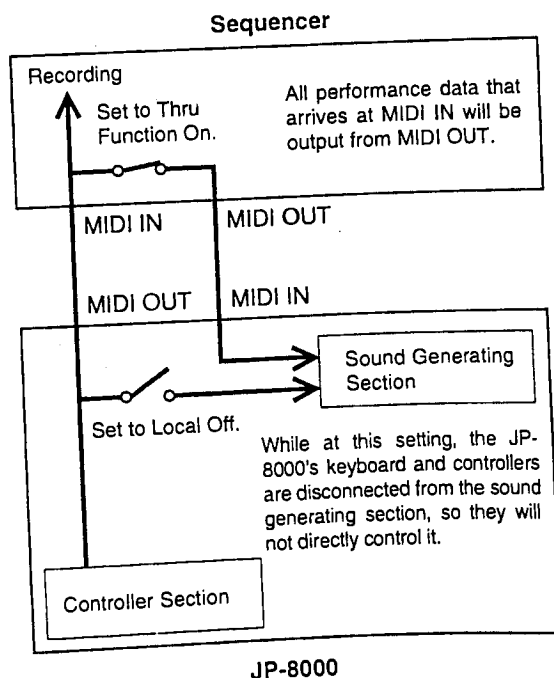 Sequencer
Recording
Set to Thru
Function On.
All performance data that
arrives at MIDI IN will be
output from MIDI OUT.
MIDI IN
MIDI OUT
MIDI OUT
MIDI IN
Sound Generating
Section
Set to Local Off.
While at this setting, the JP-
8000's keyboard and controllers
are disconnected from the sound
generating section, so they will
not directly control it.
Controller Section
JP-8000